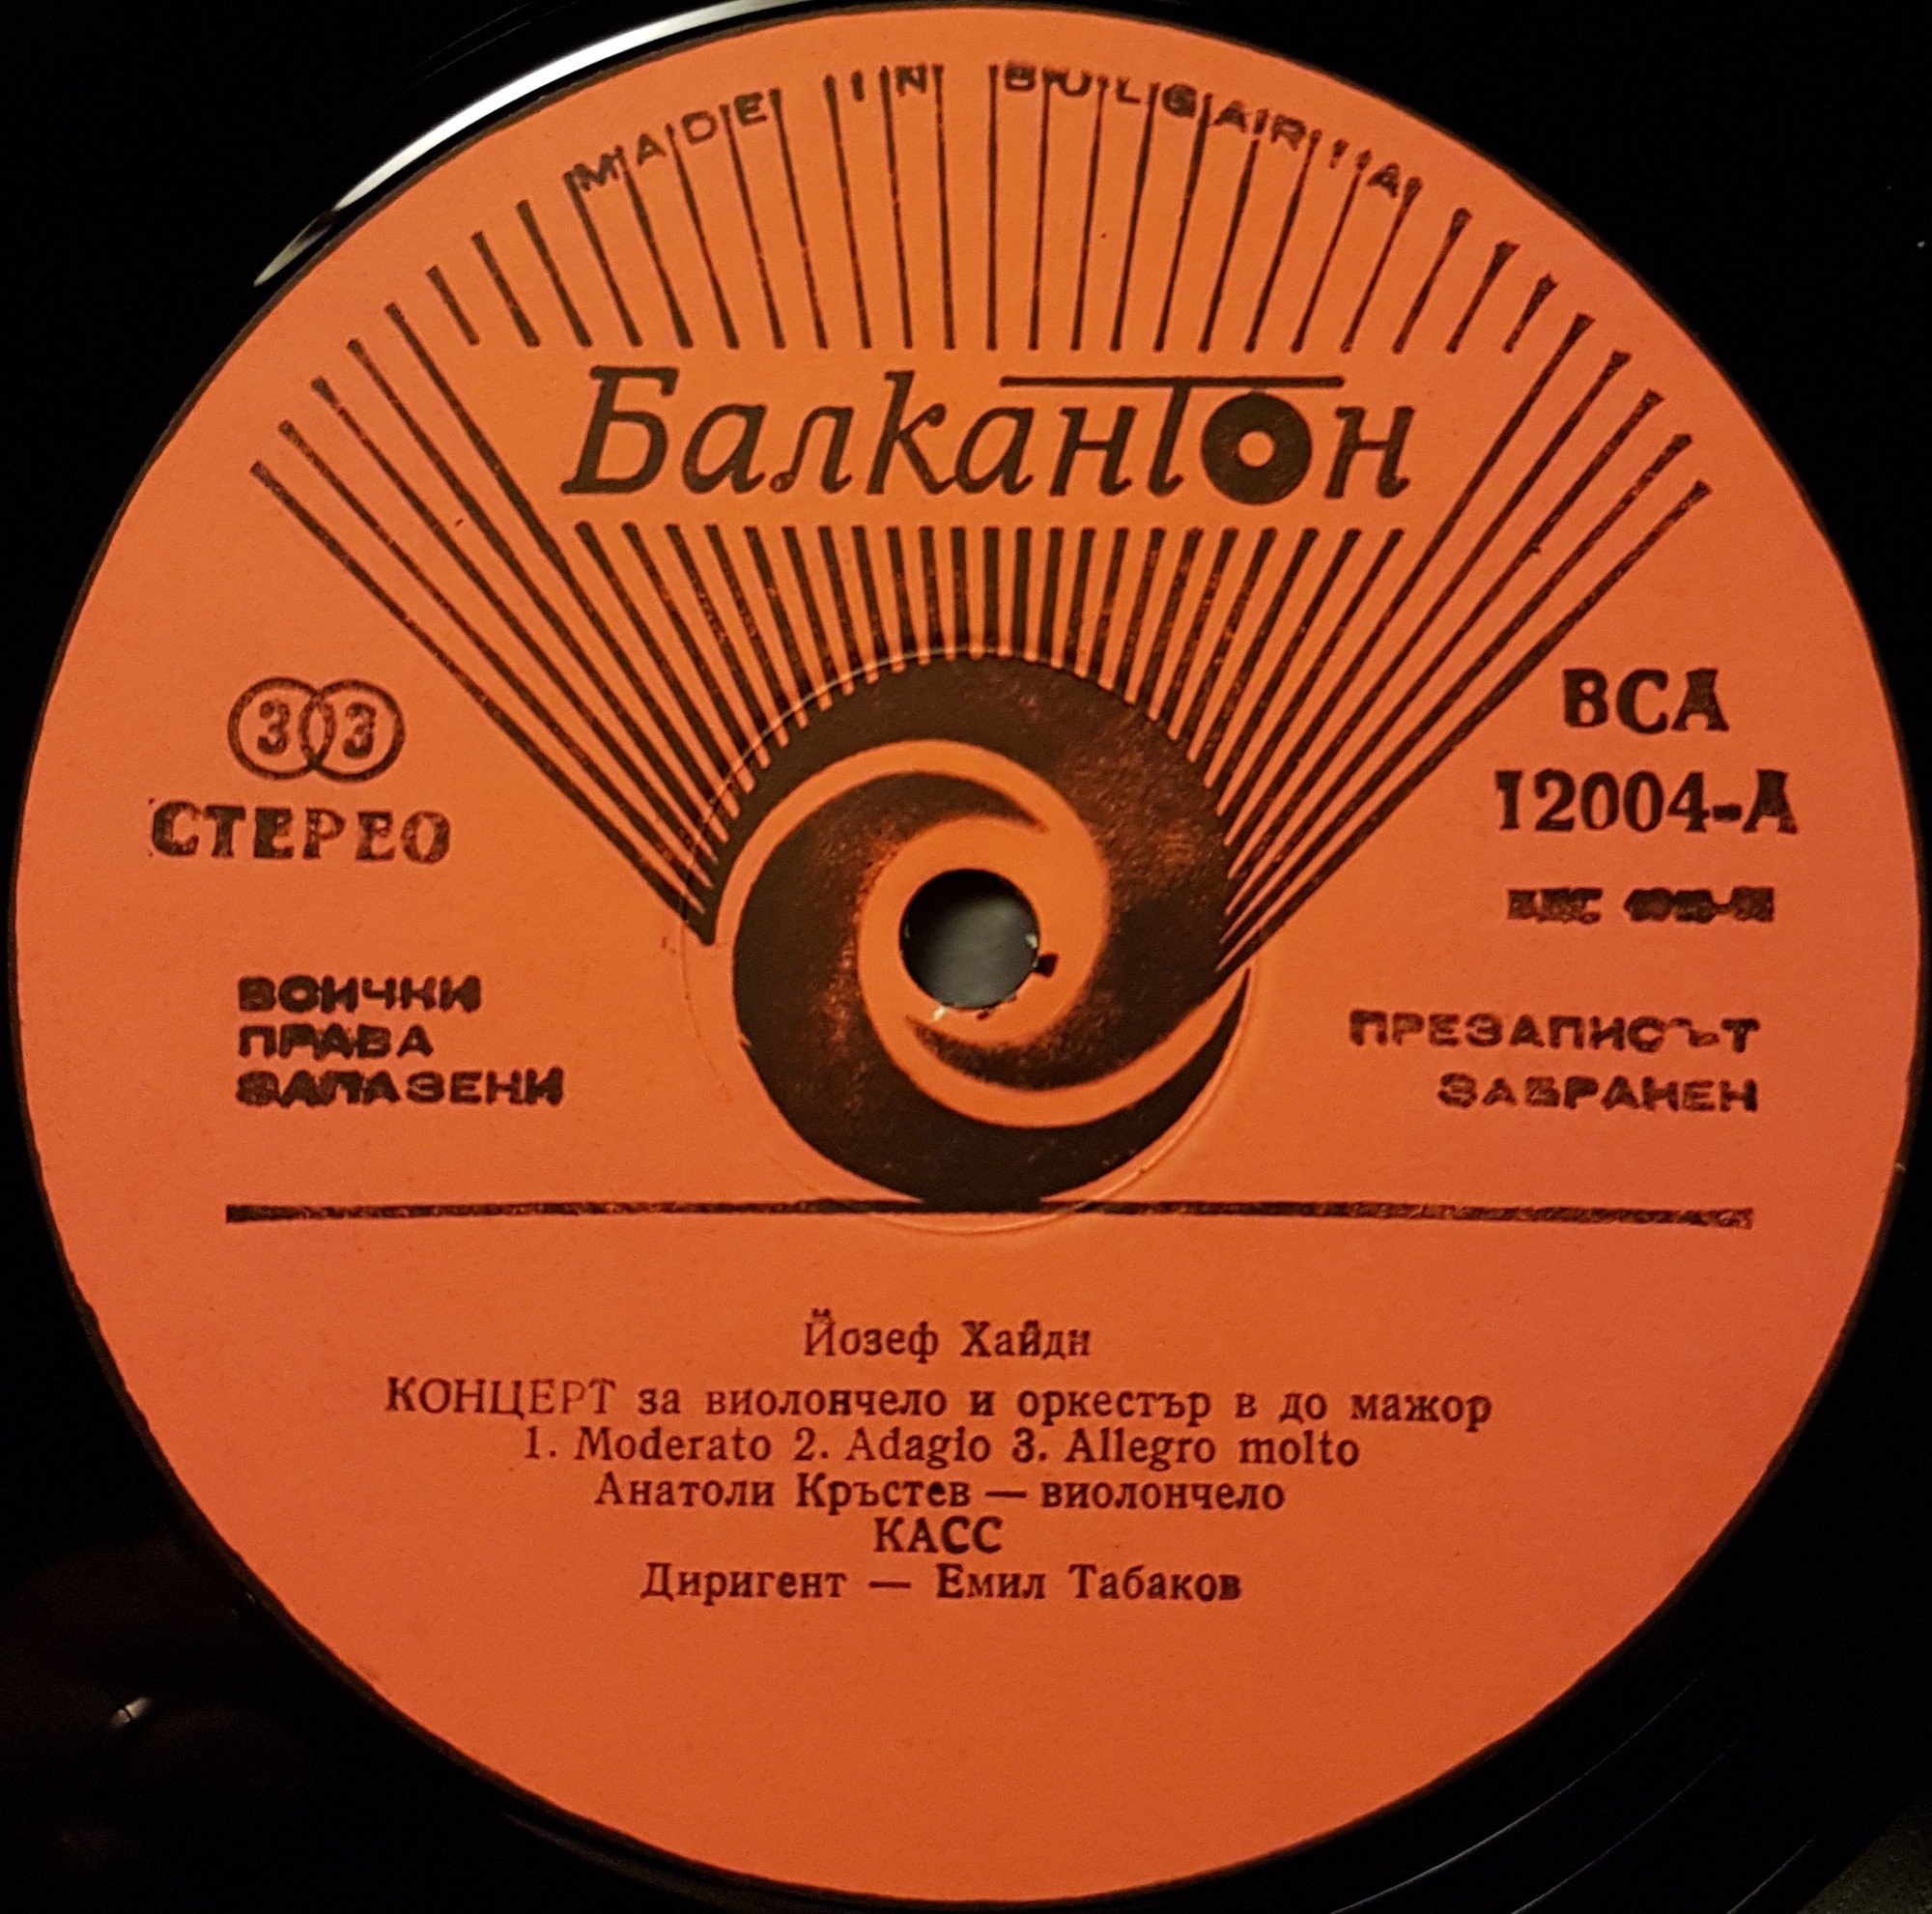 MADE IN BULGARIA
Балкантон
33
СТЕРЕО
ВСА
12004-А
ВСИЧКИ
ПРАВА
ЗАПАЗЕНИ
ПРЕЗАПИСЪТ
ЗАБРАНЕН
Йозеф Хайдн
КОНЦЕРТ за виолончело и оркестър в до мажор
1. Moderato 2. Adagio 3. Allegro molto
Анатоли Кръстев — виолончело
КАСС
Диригент — Емил Табаков